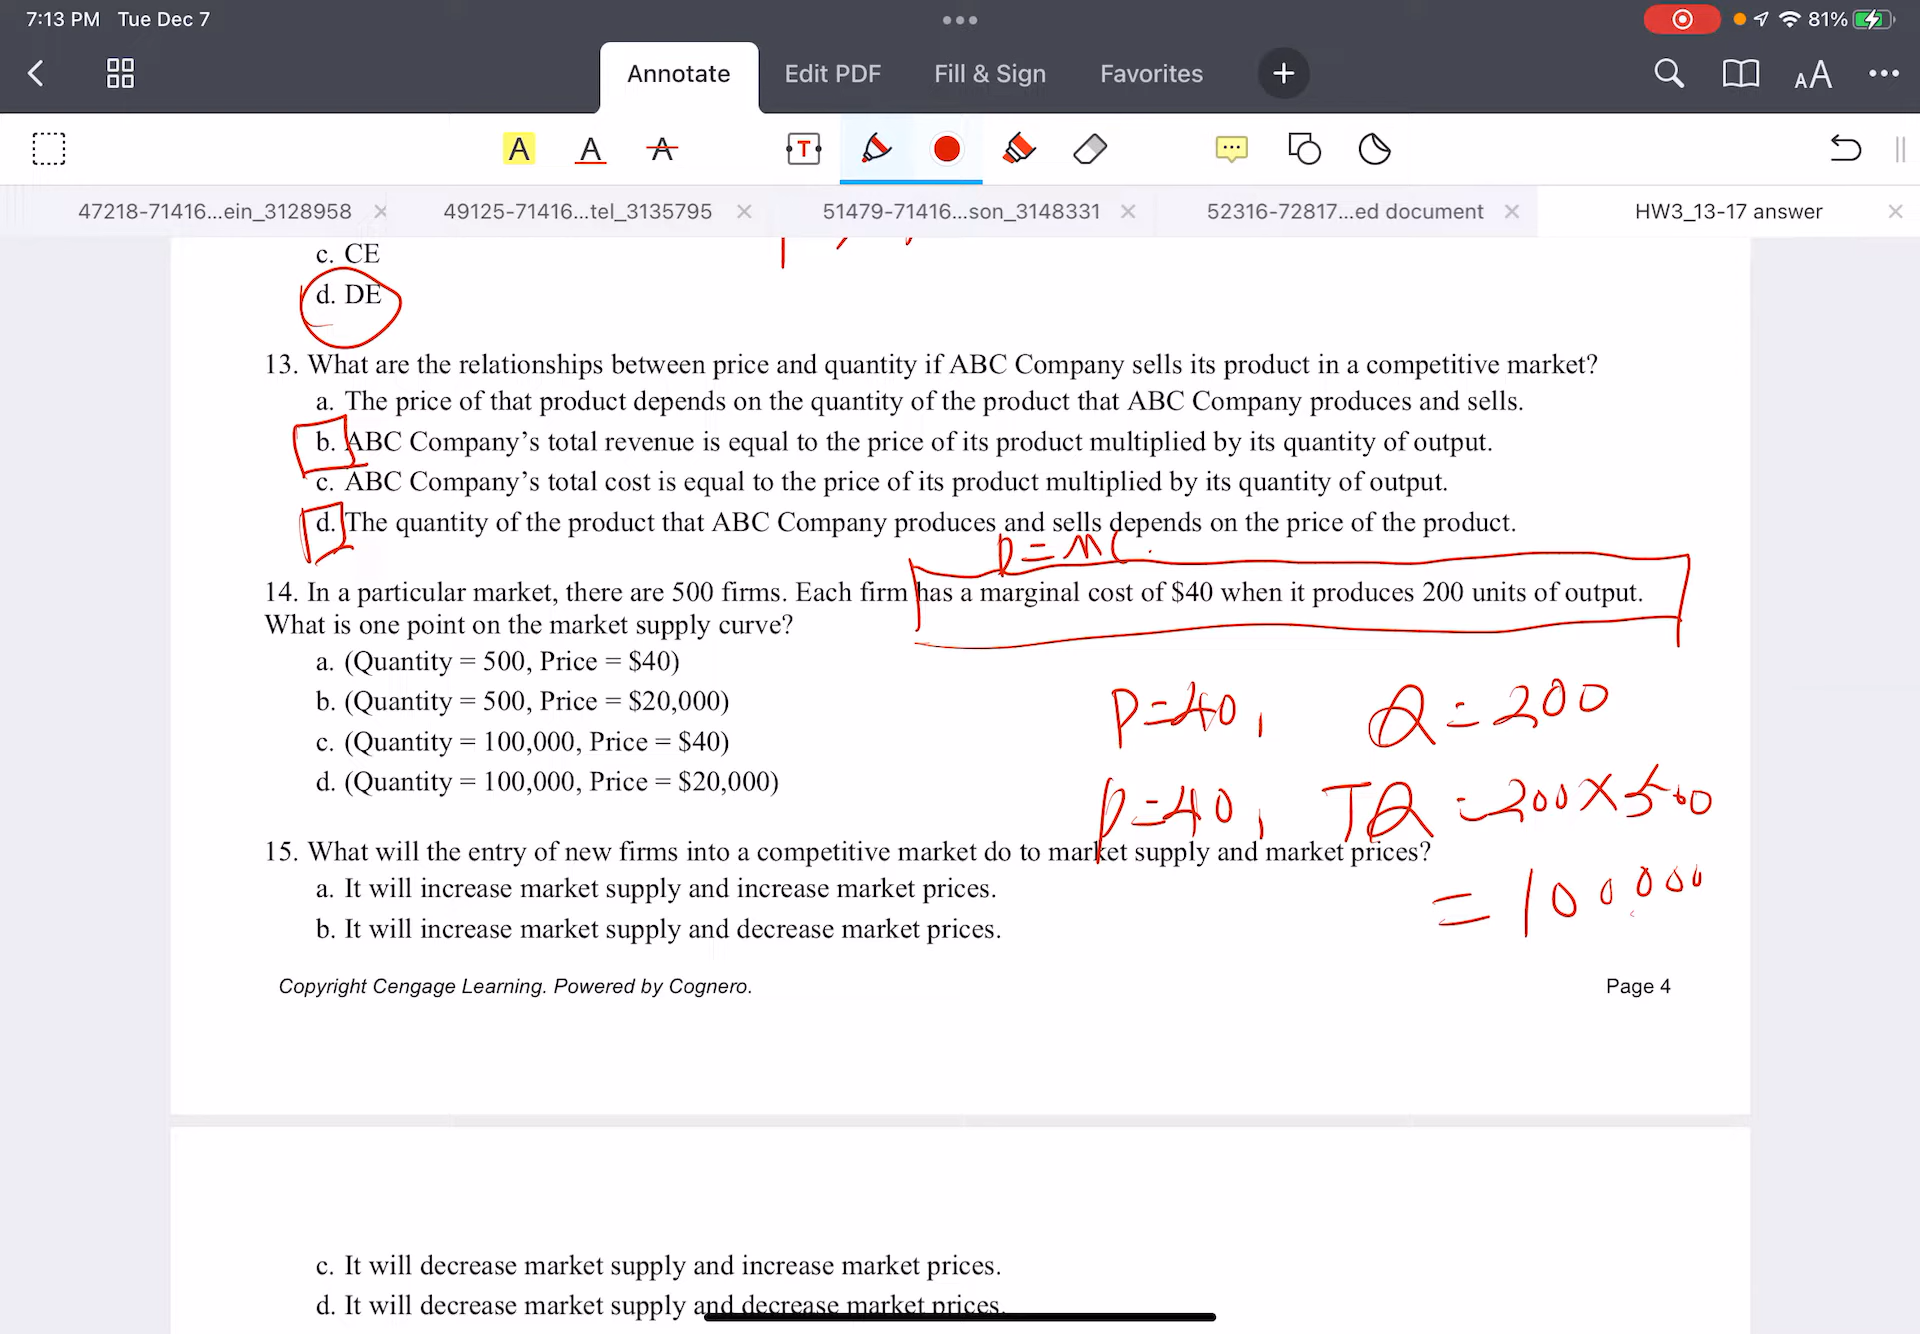 7:13 PM Tue Dec 7
81%
Annotate Edit PDF Fill & Sign Favorites
AA
A A A T
47218-71416...ein_3128958 49125-71416...tel_3135795 51479-71416...son_3148331 52316-72817...ed document HW3_13-17 answer
c. CE
d. DE
13. What are the relationships between price and quantity if ABC Company sells its product in a competitive market?
a. The price of that product depends on the quantity of the product that ABC Company produces and sells.
b. ABC Company's total revenue is equal to the price of its product multiplied by its quantity of output.
c. ABC Company's total cost is equal to the price of its product multiplied by its quantity of output.
d. The quantity of the product that ABC Company produces and sells depends on the price of the product.
P = MC
14. In a particular market, there are 500 firms. Each firm has a marginal cost of $40 when it produces 200 units of output.
What is one point on the market supply curve?
a. (Quantity = 500, Price = $40)
b. (Quantity = 500, Price = $20,000)
P=40, Q=200
c. (Quantity = 100,000, Price = $40)
d. (Quantity = 100,000, Price = $20,000)
P=40, TQ=200×500
15. What will the entry of new firms into a competitive market do to market supply and market prices?
a. It will increase market supply and increase market prices.
= 100,000
b. It will increase market supply and decrease market prices.
Copyright Cengage Learning. Powered by Cognero. Page 4
c. It will decrease market supply and increase market prices.
d. It will decrease market supply and decrease market prices.